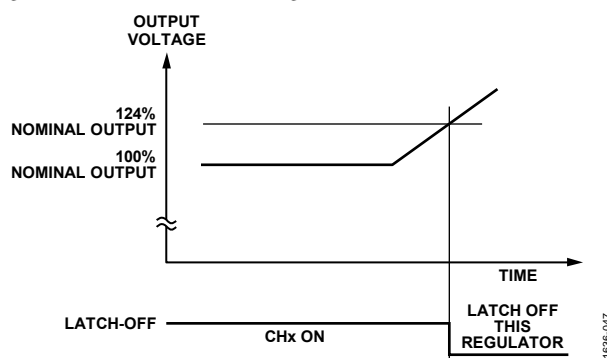 OUTPUT
VOLTAGE
124%
NOMINAL OUTPUT
100%
NOMINAL OUTPUT
TIME
LATCH-OFF
CHx ON
LATCH OFF
THIS
REGULATOR